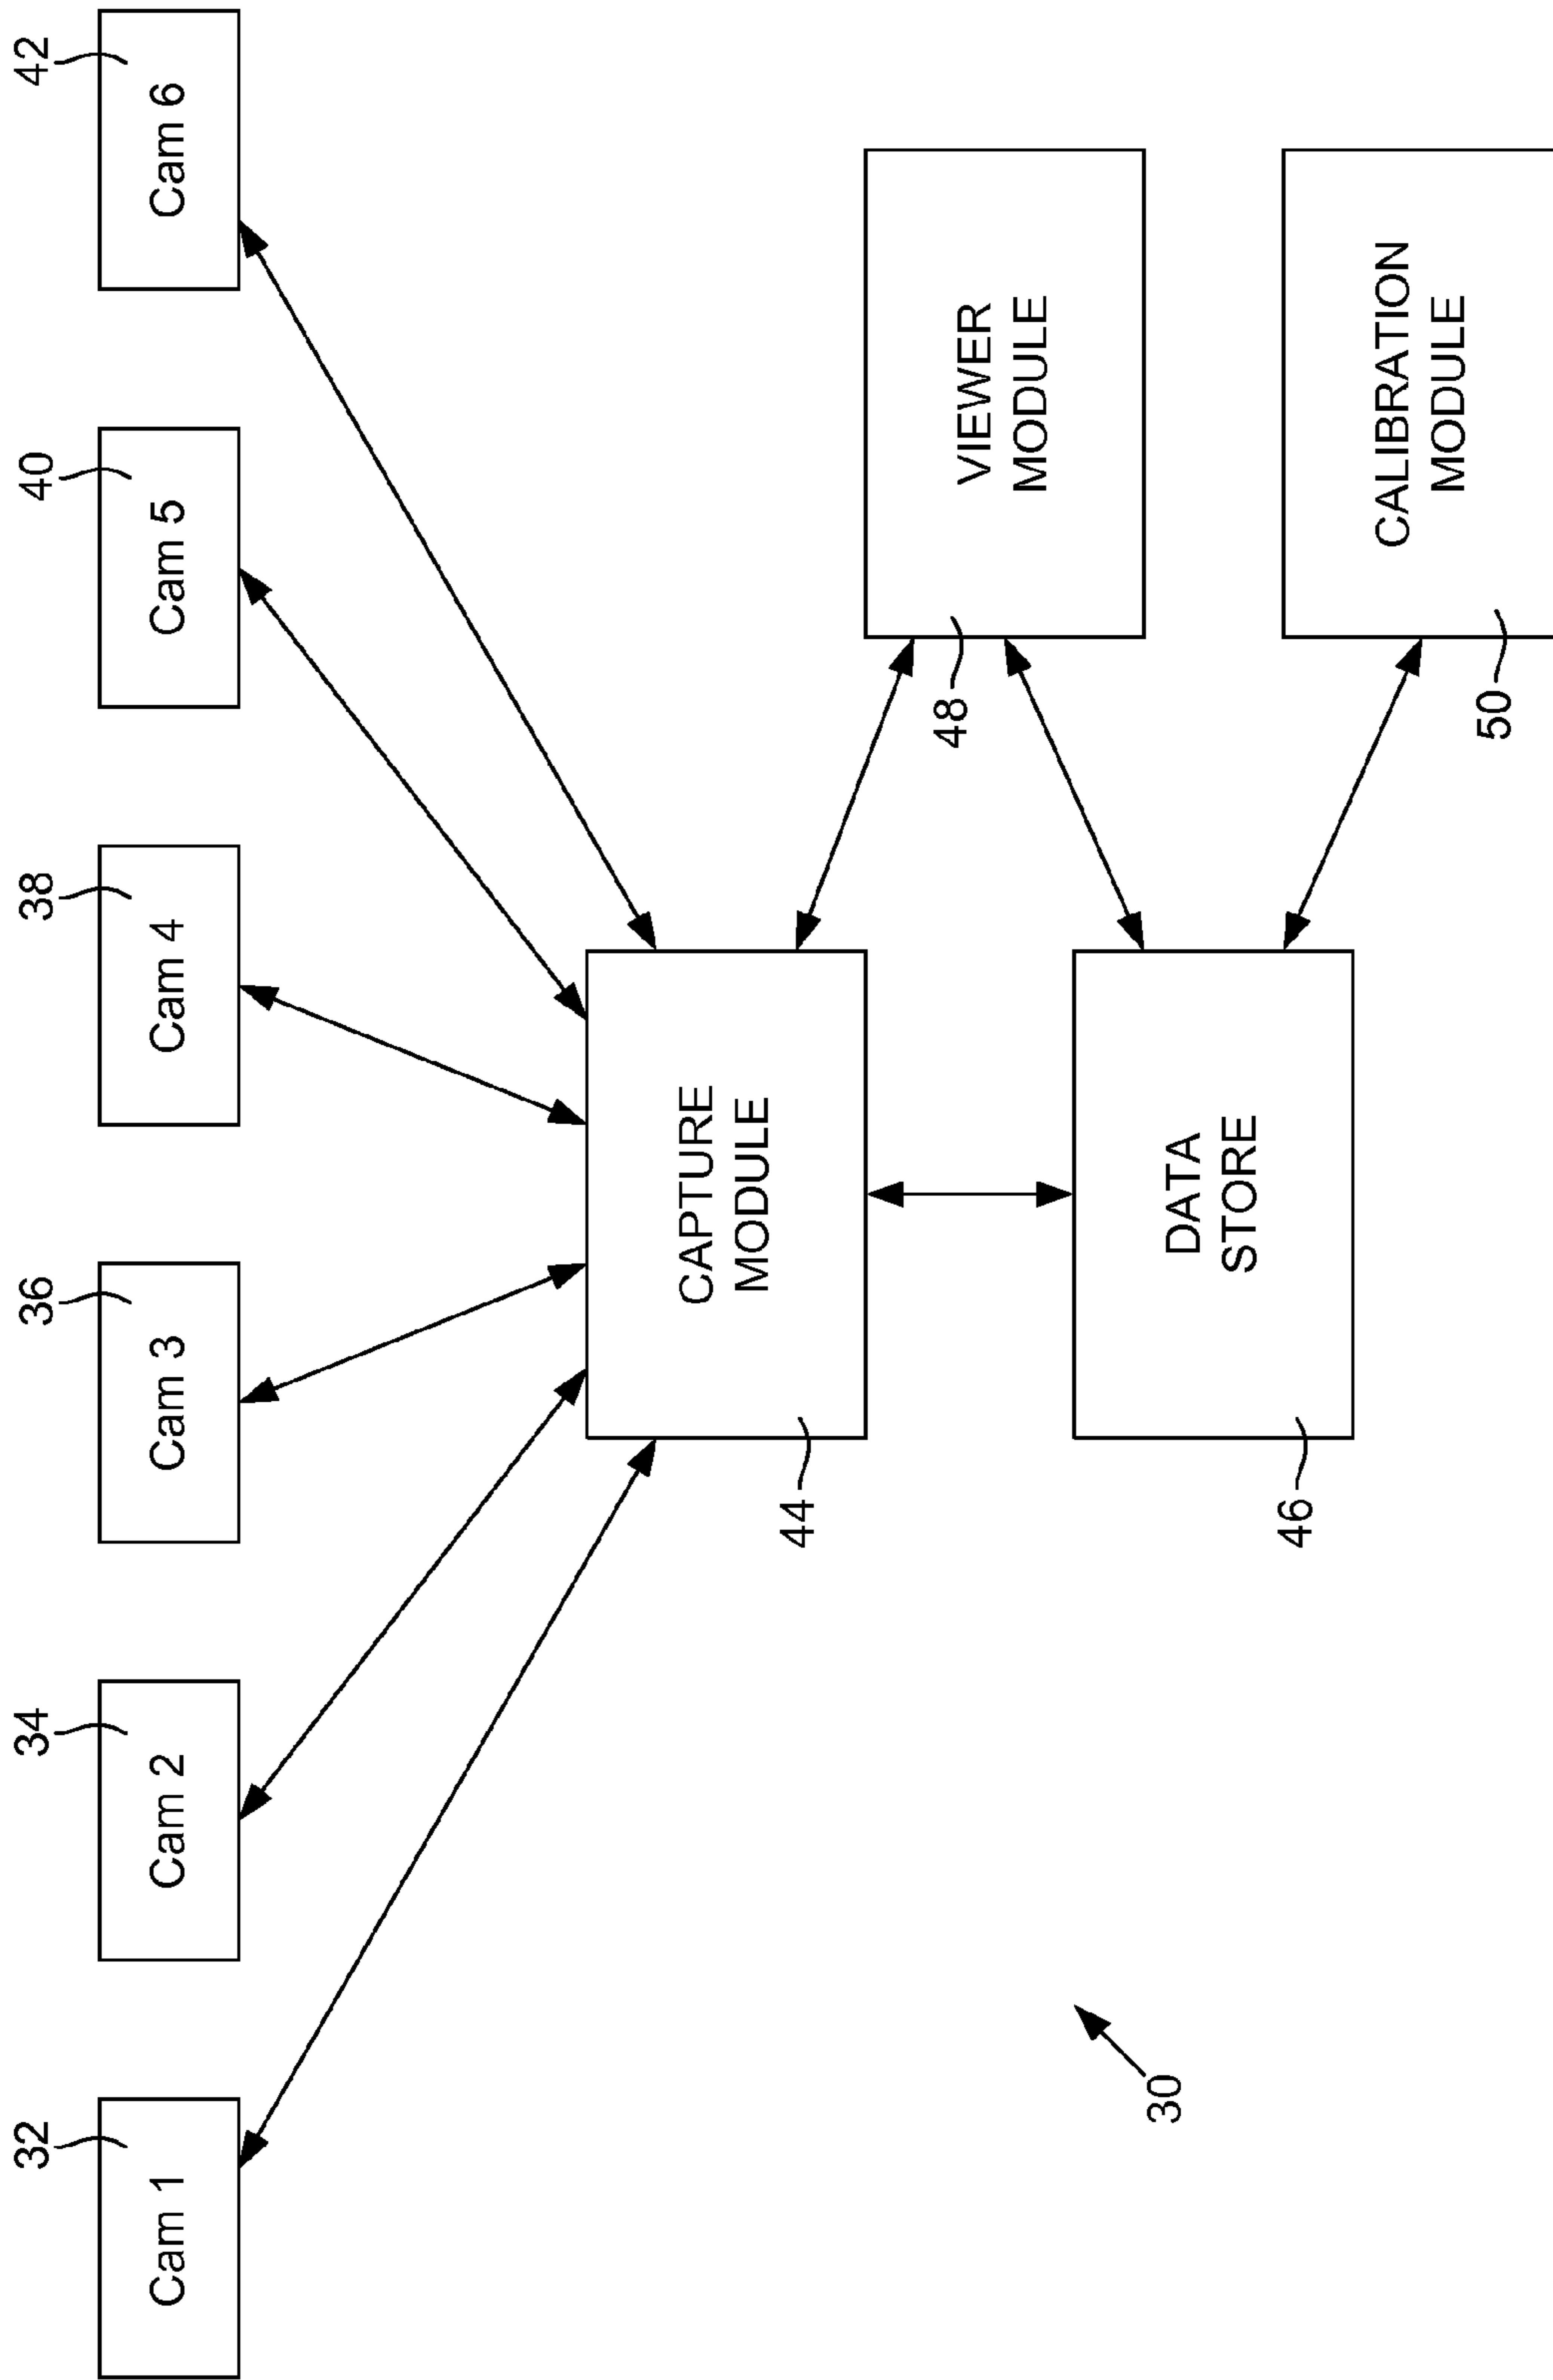 32
34
36
38
40
42
Cam 1
Cam 2
Cam 3
Cam 4
Cam 5
Cam 6
CAPTURE
MODULE
44
VIEWER
MODULE
48
DATA
STORE
46
CALIBRATION
MODULE
50
30